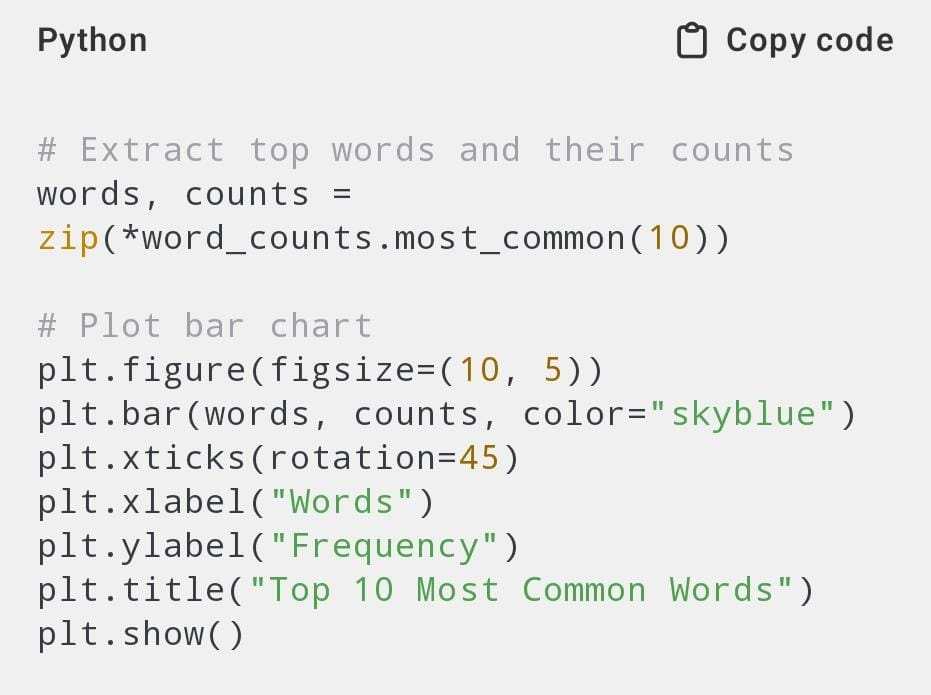 Python
Copy code
# Extract top words and their counts
words, counts =
zip(*word_counts.most_common(10))
# Plot bar chart
plt.figure(figsize=(10, 5))
plt.bar(words, counts, color="skyblue")
plt.xticks(rotation=45)
plt.xlabel("Words")
plt.ylabel("Frequency")
plt.title("Top 10 Most Common Words")
plt.show()